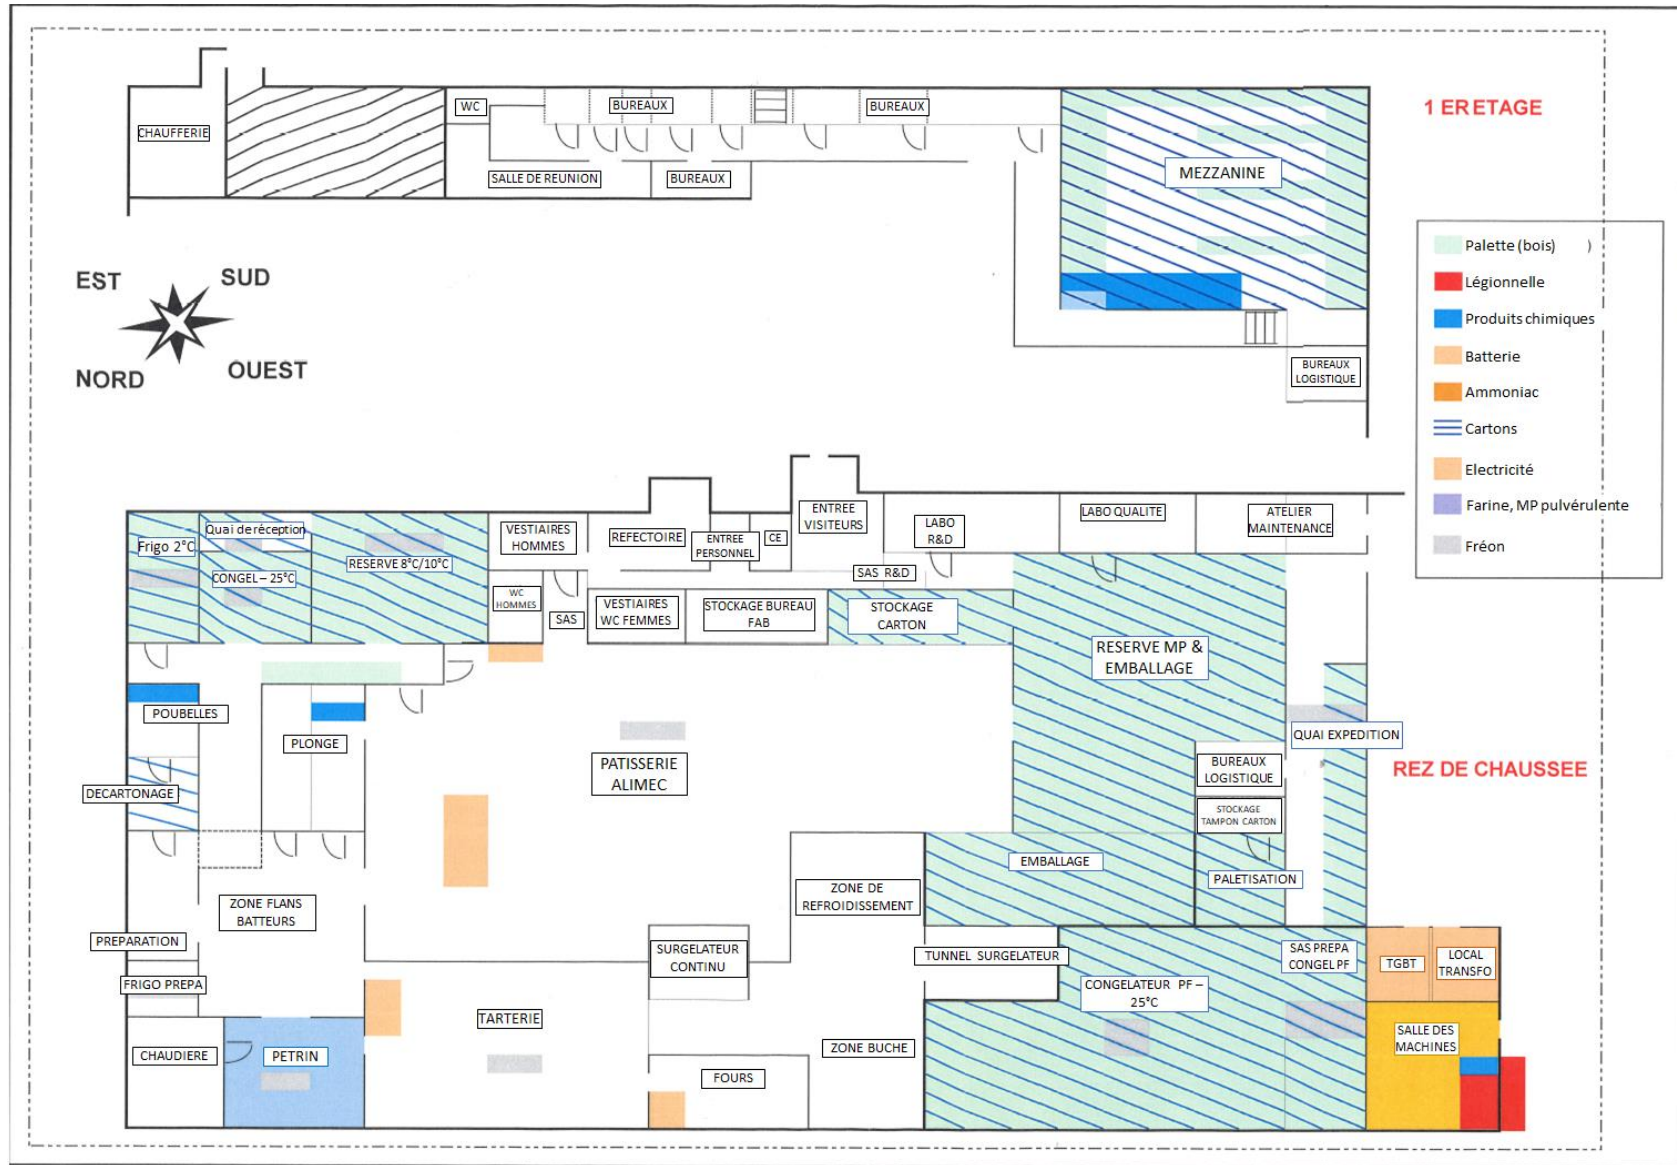 1 ER ETAGE
WC
BUREAUX
BUREAUX
CHAUFFERIE
SALLE DE REUNION
BUREAUX
MEZZANINE
EST
SUD
NORD
OUEST
BUREAUX
LOGISTIQUE
Palette (bois) )
Légionnelle
Produits chimiques
Batterie
Ammoniac
Cartons
Electricité
Farine, MP pulvérulente
Fréon
Frigo 2°C
Quai de réception
CONGEL – 25°C
RESERVE 8°C/10°C
VESTIAIRES
HOMMES
REFECTOIRE
ENTREE
PERSONNEL
CE
ENTREE
VISITEURS
LABO
R&D
LABO QUALITE
ATELIER
MAINTENANCE
SAS R&D
WC
HOMMES
SAS
VESTIAIRES
WC FEMMES
STOCKAGE BUREAU
FAB
STOCKAGE
CARTON
RESERVE MP &
EMBALLAGE
POUBELLES
PLONGE
PATISSERIE
ALIMEC
QUAI EXPEDITION
BUREAUX
LOGISTIQUE
REZ DE CHAUSSEE
DECARTONAGE
STOCKAGE
TAMPON CARTON
EMBALLAGE
PALETISATION
ZONE FLANS
BATTEURS
ZONE DE
REFROIDISSEMENT
PREPARATION
SURGELATEUR
CONTINU
TUNNEL SURGELATEUR
SAS PREPA
CONGEL PF
TGBT
LOCAL
TRANSFO
FRIGO PREPA
CONGELATEUR PF –
25°C
TARTERIE
CHAUDIERE
PETRIN
ZONE BUCHE
SALLE DES
MACHINES
FOURS